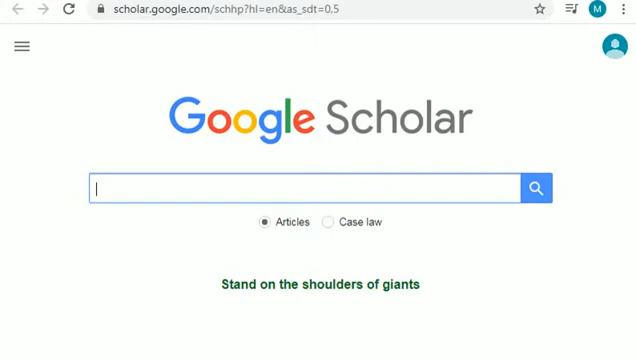 scholar.google.com/schhp?hl=en&as_sdt=0,5
M
Google Scholar
Articles Case law
Stand on the shoulders of giants